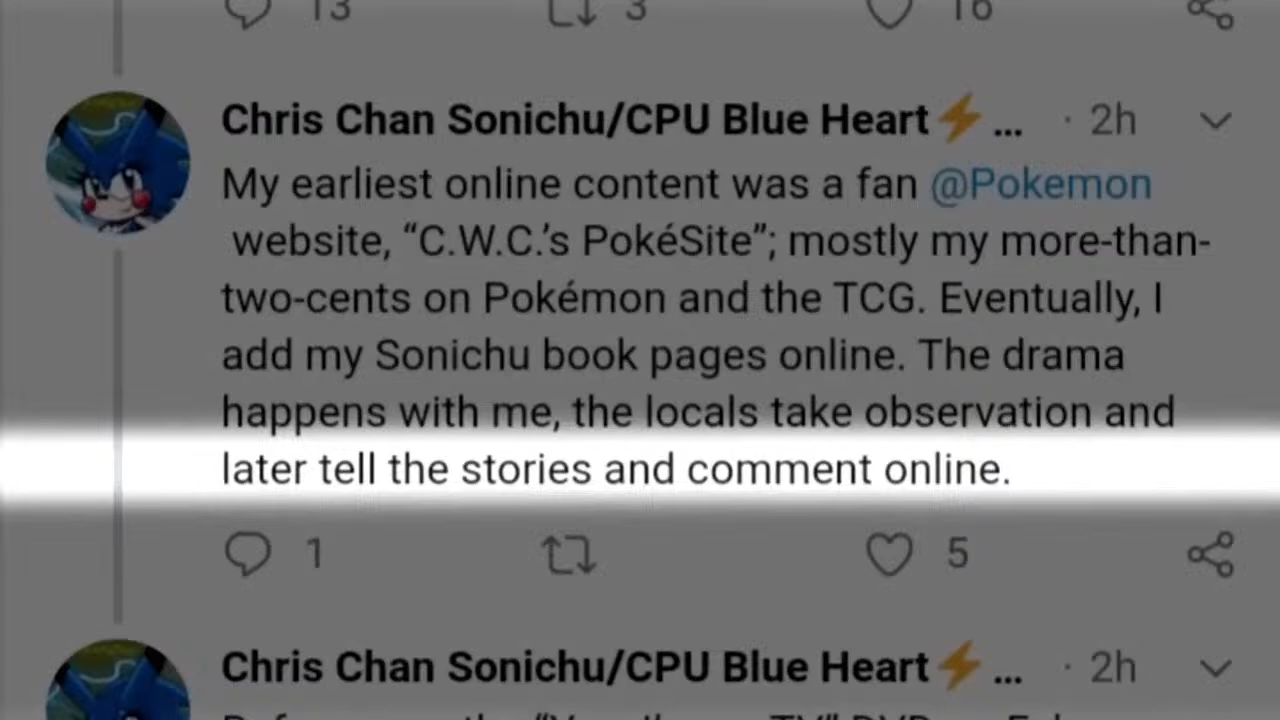 13 3 16
Chris Chan Sonichu/CPU Blue Heart⚡ ... · 2h
My earliest online content was a fan @Pokemon
website, “C.W.C.’s PokéSite”; mostly my more-than-
two-cents on Pokémon and the TCG. Eventually, I
add my Sonichu book pages online. The drama
happens with me, the locals take observation and
later tell the stories and comment online.
1 5
Chris Chan Sonichu/CPU Blue Heart⚡ ... · 2h